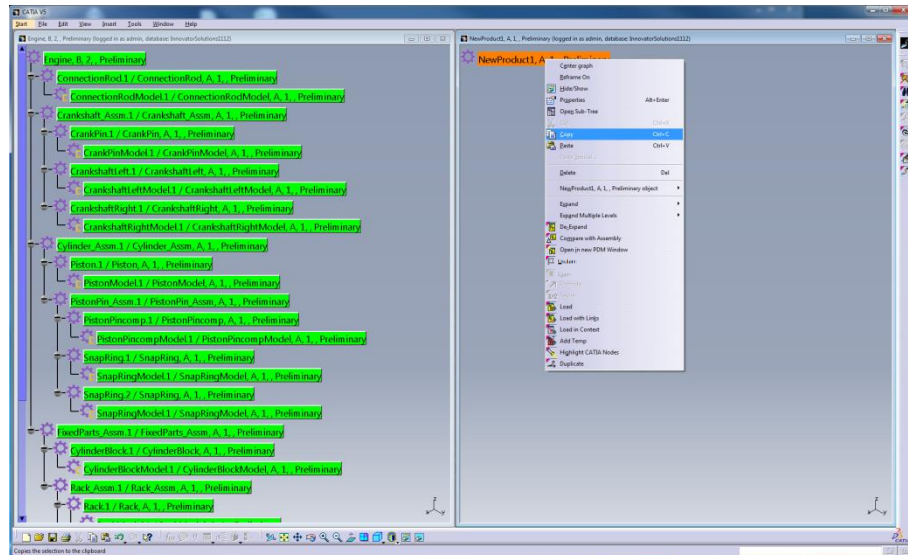 CATIA V5
Start File Edit View Insert Tools Window Help
Engine, B, 2, , Preliminary (logged in as admin, database: InnovatorSolutions1112)
Engine, B, 2, , Preliminary
ConnectionRod.1 / ConnectionRod, A, 1, , Preliminary
ConnectionRodModel.1 / ConnectionRodModel, A, 1, , Preliminary
Crankshaft_Assm.1 / Crankshaft_Assm, A, 1, , Preliminary
CrankPin.1 / CrankPin, A, 1, , Preliminary
CrankPinModel.1 / CrankPinModel, A, 1, , Preliminary
CrankshaftLeft.1 / CrankshaftLeft, A, 1, , Preliminary
CrankshaftLeftModel.1 / CrankshaftLeftModel, A, 1, , Preliminary
CrankshaftRight.1 / CrankshaftRight, A, 1, , Preliminary
CrankshaftRightModel.1 / CrankshaftRightModel, A, 1, , Preliminary
Cylinder_Assm.1 / Cylinder_Assm, A, 1, , Preliminary
Piston.1 / Piston, A, 1, , Preliminary
PistonModel.1 / PistonModel, A, 1, , Preliminary
PistonPin_Assm.1 / PistonPin_Assm, A, 1, , Preliminary
PistonPincomp.1 / PistonPincomp, A, 1, , Preliminary
PistonPincompModel.1 / PistonPincompModel, A, 1, , Preliminary
SnapRing.1 / SnapRing, A, 1, , Preliminary
SnapRingModel.1 / SnapRingModel, A, 1, , Preliminary
SnapRing.2 / SnapRing, A, 1, , Preliminary
SnapRingModel.1 / SnapRingModel, A, 1, , Preliminary
FixedParts_Assm.1 / FixedParts_Assm, A, 1, , Preliminary
CylinderBlock.1 / CylinderBlock, A, 1, , Preliminary
CylinderBlockModel.1 / CylinderBlockModel, A, 1, , Preliminary
Rack_Assm.1 / Rack_Assm, A, 1, , Preliminary
Rack.1 / Rack, A, 1, , Preliminary
z
x
y
NewProduct1, A, 1, , Preliminary (logged in as admin, database: InnovatorSolutions1112)
NewProduct1, A, 1, , Preliminary
Center graph
Reframe On
Hide/Show
Properties Alt+Enter
Open Sub-Tree
Cut Ctrl+X
Copy Ctrl+C
Paste Ctrl+V
Paste Special...
Delete Del
NewProduct1, A, 1, , Preliminary object
Expand
Expand Multiple Levels
De-Expand
Compare with Assembly
Open in new PDM Window
Load
Load with Links
Load in Context
Add Temp
Highlight CATIA Nodes
Duplicate
z
x
y
Copies the selection to the clipboard